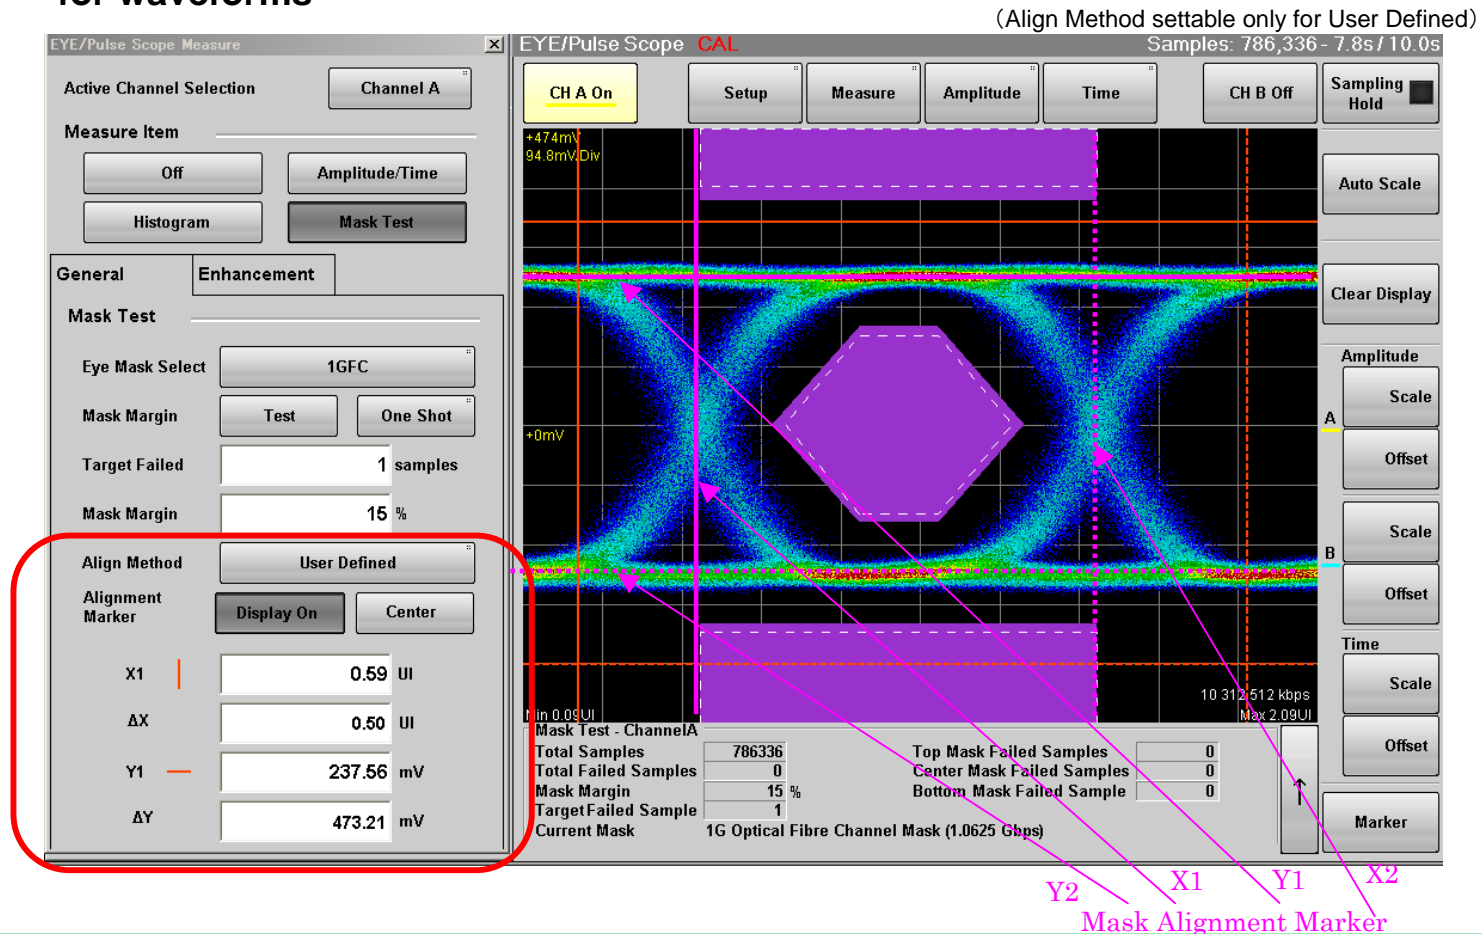 for waveforms
(Align Method settable only for User Defined)
EYE/Pulse Scope Measure
Active Channel Selection
Channel A
Measure Item
Off
Amplitude/Time
Histogram
Mask Test
General
Enhancement
Mask Test
Eye Mask Select
1GFC
Mask Margin
Test
One Shot
Target Failed
1 samples
Mask Margin
15 %
Align Method
User Defined
Alignment
Marker
Display On
Center
X1
0.59 UI
ΔX
0.50 UI
Y1
237.56 mV
ΔY
473.21 mV
EYE/Pulse Scope CAL
Samples: 786,336 - 7.8s / 10.0s
CH A On
Setup
Measure
Amplitude
Time
CH B Off
Sampling
Hold
+474mV
94.8mV/Div
+0mV
Min 0.09UI
10 312 512 kbps
Max 2.09UI
Auto Scale
Clear Display
Amplitude
Scale
A
Offset
Scale
B
Offset
Time
Scale
Offset
Marker
Mask Test - ChannelA
Total Samples 786336
Total Failed Samples 0
Mask Margin 15 %
TargetFailed Sample 1
Current Mask 1G Optical Fibre Channel Mask (1.0625 Gbps)
Top Mask Failed Samples 0
Center Mask Failed Samples 0
Bottom Mask Failed Sample 0
↑
Y2 X1 Y1 X2
Mask Alignment Marker